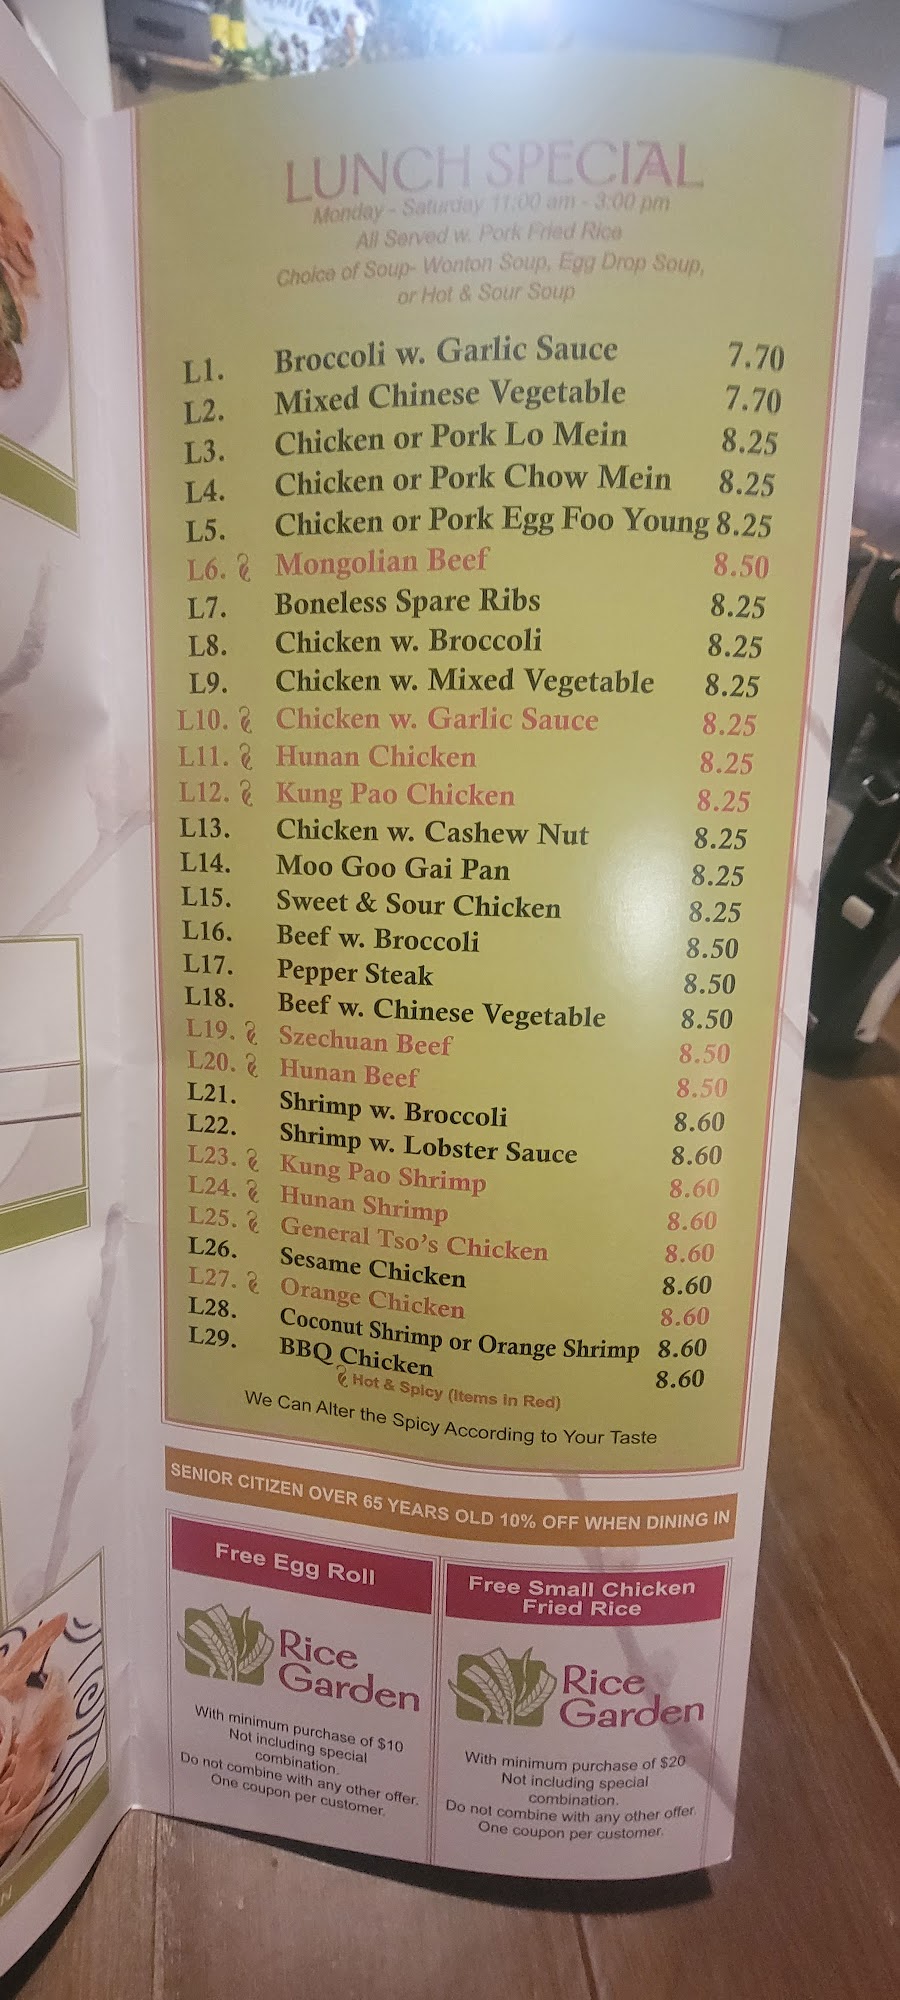 LUNCH SPECIAL
Monday - Saturday 11:00 am - 3:00 pm
All Served w. Pork Fried Rice
Choice of Soup- Wonton Soup, Egg Drop Soup,
or Hot & Sour Soup
L1. Broccoli w. Garlic Sauce 7.70
L2. Mixed Chinese Vegetable 7.70
L3. Chicken or Pork Lo Mein 8.25
L4. Chicken or Pork Chow Mein 8.25
L5. Chicken or Pork Egg Foo Young 8.25
L6. Mongolian Beef 8.50
L7. Boneless Spare Ribs 8.25
L8. Chicken w. Broccoli 8.25
L9. Chicken w. Mixed Vegetable 8.25
L10. Chicken w. Garlic Sauce 8.25
L11. Hunan Chicken 8.25
L12. Kung Pao Chicken 8.25
L13. Chicken w. Cashew Nut 8.25
L14. Moo Goo Gai Pan 8.25
L15. Sweet & Sour Chicken 8.25
L16. Beef w. Broccoli 8.50
L17. Pepper Steak 8.50
L18. Beef w. Chinese Vegetable 8.50
L19. Szechuan Beef 8.50
L20. Hunan Beef 8.50
L21. Shrimp w. Broccoli 8.60
L22. Shrimp w. Lobster Sauce 8.60
L23. Kung Pao Shrimp 8.60
L24. Hunan Shrimp 8.60
L25. General Tso's Chicken 8.60
L26. Sesame Chicken 8.60
L27. Orange Chicken 8.60
L28. Coconut Shrimp or Orange Shrimp 8.60
L29. BBQ Chicken 8.60
Hot & Spicy (Items in Red)
We Can Alter the Spicy According to Your Taste
SENIOR CITIZEN OVER 65 YEARS OLD 10% OFF WHEN DINING IN
Free Egg Roll
Rice
Garden
With minimum purchase of $10
Not including special
combination.
Do not combine with any other offer.
One coupon per customer.
Free Small Chicken
Fried Rice
Rice
Garden
With minimum purchase of $20
Not including special
combination.
Do not combine with any other offer.
One coupon per customer.